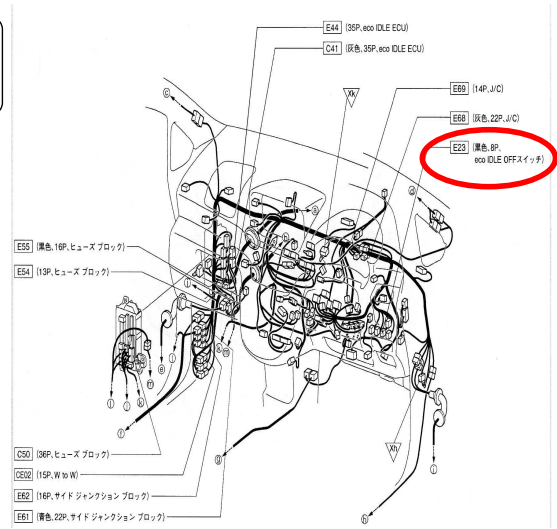 E44 (35P、eco IDLE ECU)
C41 (灰色、35P、eco IDLE ECU)
Xk
E69 (14P、J/C)
E68 (灰色、22P、J/C)
E23 (黒色、8P、
eco IDLE OFFスイッチ)
E55 (黒色、16P、ヒューズ ブロック)
E54 (13P、ヒューズ ブロック)
C50 (36P、ヒューズ ブロック)
CE02 (15P、W to W)
E62 (16P、サイド ジャンクション ブロック)
E61 (青色、22P、サイド ジャンクション ブロック)
Xh
c
d
e
f
g
h
i
j
k
m